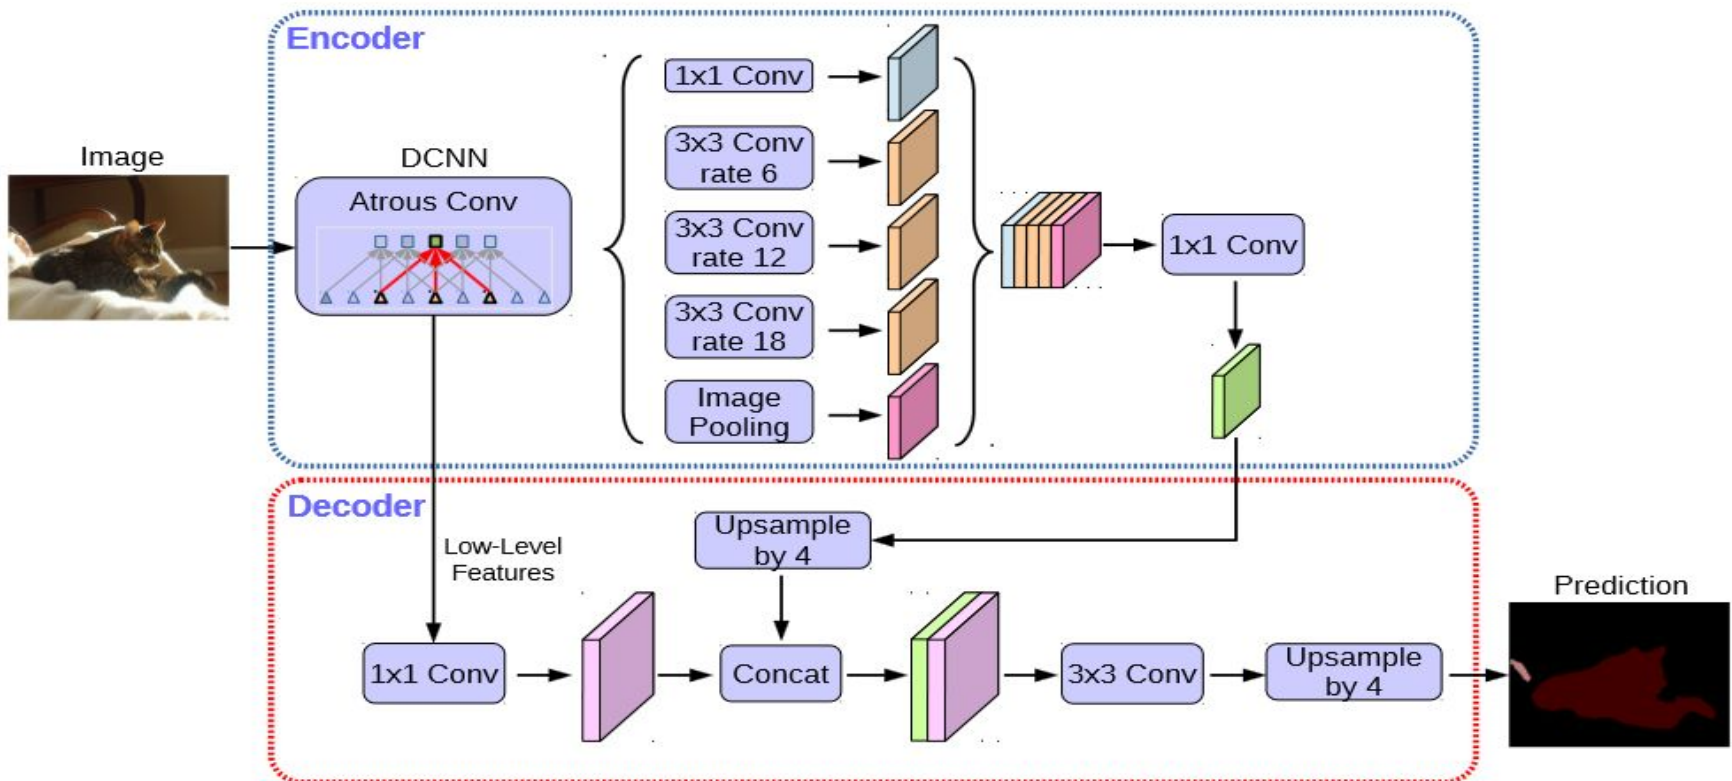 Encoder
Image
DCNN
Atrous Conv
1x1 Conv
3x3 Conv
rate 6
3x3 Conv
rate 12
3x3 Conv
rate 18
Image
Pooling
1x1 Conv
Decoder
Low-Level
Features
Upsample
by 4
1x1 Conv
Concat
3x3 Conv
Upsample
by 4
Prediction